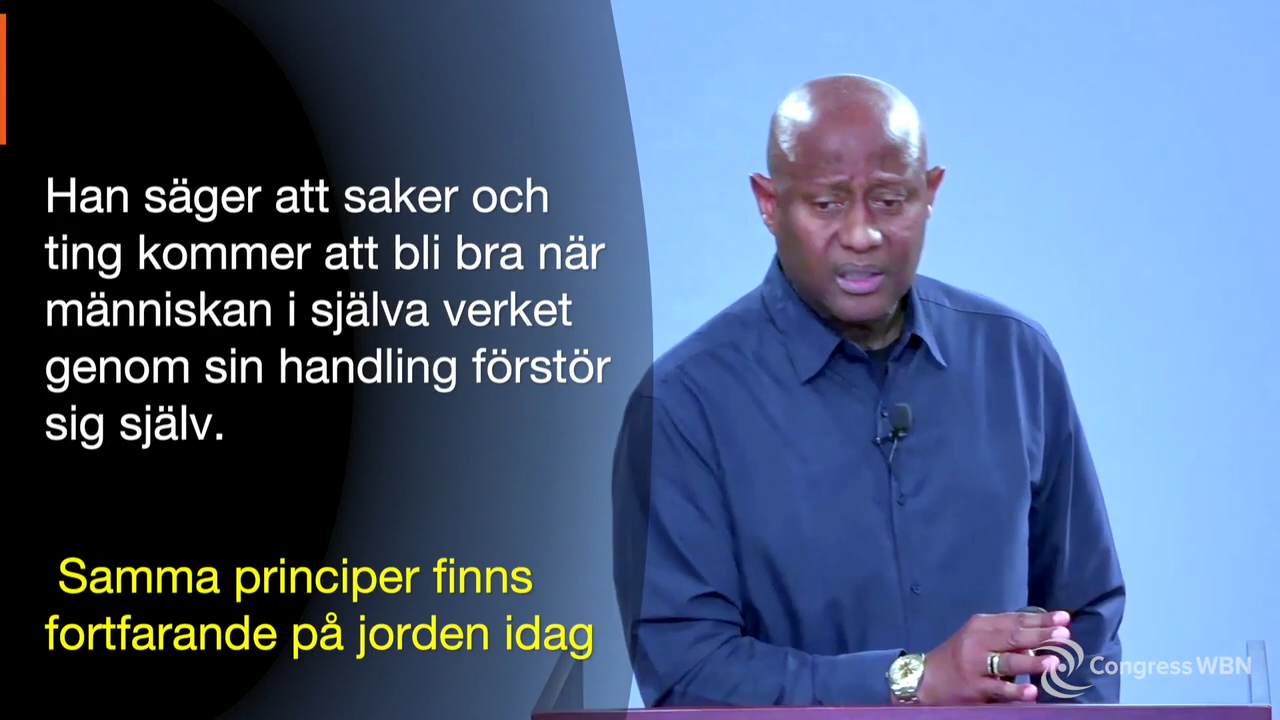 Han säger att saker och
ting kommer att bli bra när
människan i själva verket
genom sin handling förstör
sig själv.
Samma principer finns
fortfarande på jorden idag
Congress WBN